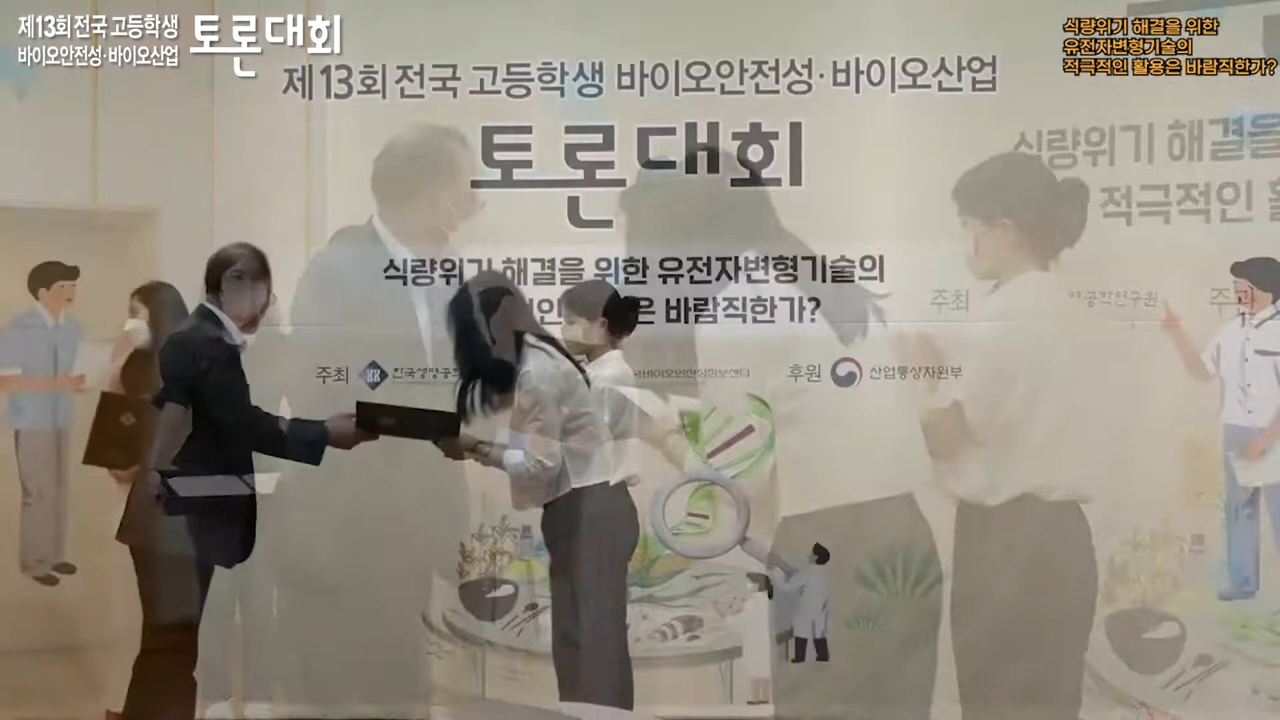 제13회 전국 고등학생
바이오안전성·바이오산업
토론대회
식량위기 해결을 위한
유전자변형기술의
적극적인 활용은 바람직한가?
제13회 전국 고등학생 바이오안전성·바이오산업
토론대회
식량위기 해결을 위한 유전자변형기술의
바람직한가?
주최
후원 산업통상자원부
식량위기 해결을
적극적인
주최
주관